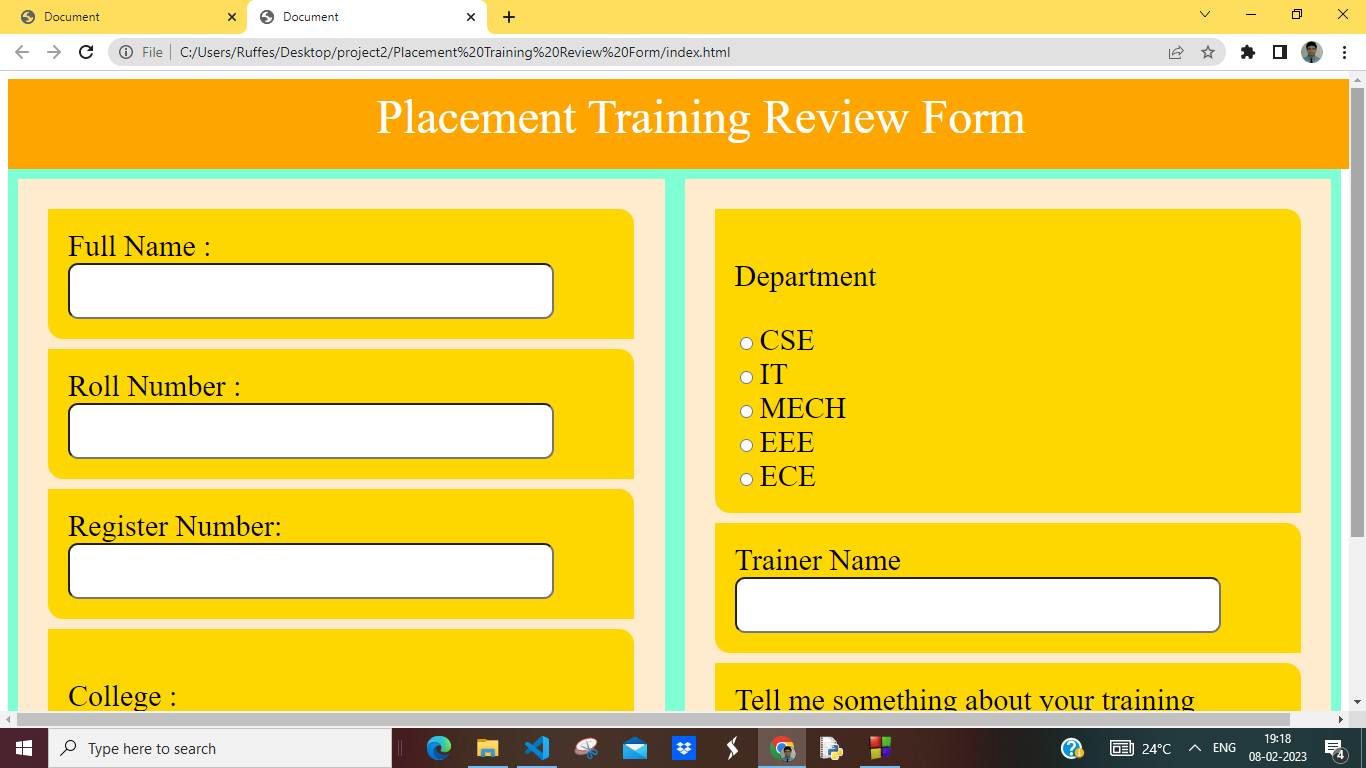 Document
Document
File
C:/Users/Ruffes/Desktop/project2/Placement%20Training%20Review%20Form/index.html
Placement Training Review Form
Full Name :
Roll Number :
Register Number:
College :
Department
CSE
IT
MECH
EEE
ECE
Trainer Name
Tell me something about your training
Type here to search
24°C
ENG
19:18
08-02-2023
4